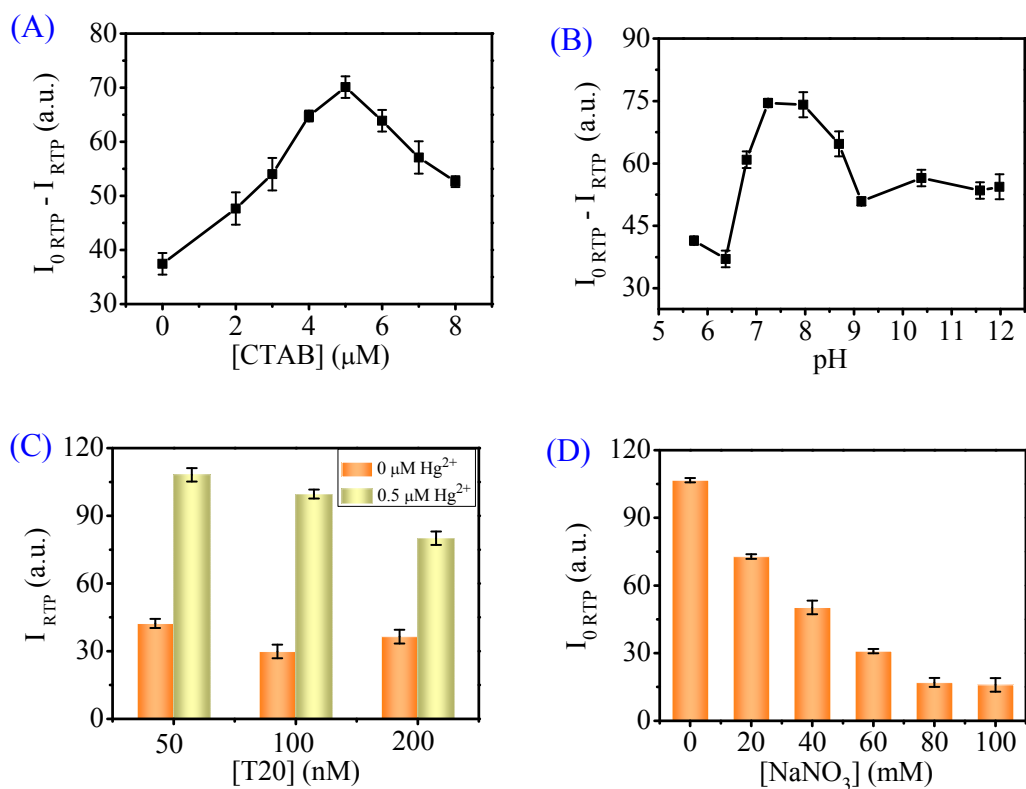 (A)
80
70
60
50
40
30
I0 RTP - I RTP (a.u.)
0 2 4 6 8
[CTAB] (μM)
(B)
90
75
60
45
30
I0 RTP - I RTP (a.u.)
5 6 7 8 9 10 11 12
pH
(C)
120
90
60
30
0
I RTP (a.u.)
0 μM Hg2+
0.5 μM Hg2+
50 100 200
[T20] (nM)
(D)
120
90
60
30
0
I0 RTP (a.u.)
0 20 40 60 80 100
[NaNO3] (mM)